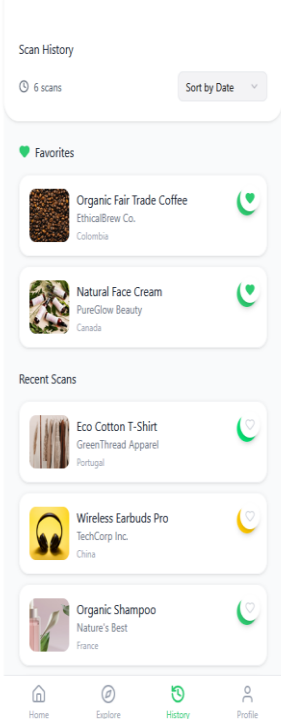 Scan History
6 scans
Sort by Date
Favorites
Organic Fair Trade Coffee
EthicalBrew Co.
Colombia
Natural Face Cream
PureGlow Beauty
Canada
Recent Scans
Eco Cotton T-Shirt
GreenThread Apparel
Portugal
Wireless Earbuds Pro
TechCorp Inc.
China
Organic Shampoo
Nature's Best
France
Home
Explore
History
Profile